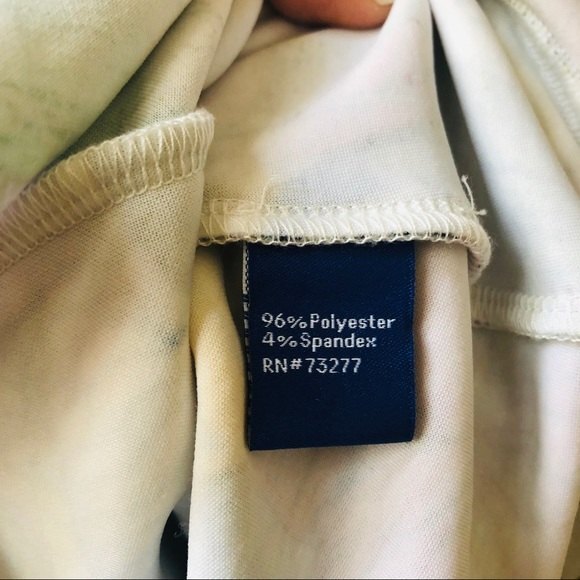 96% Polyester
4% Spandex
RN# 73277